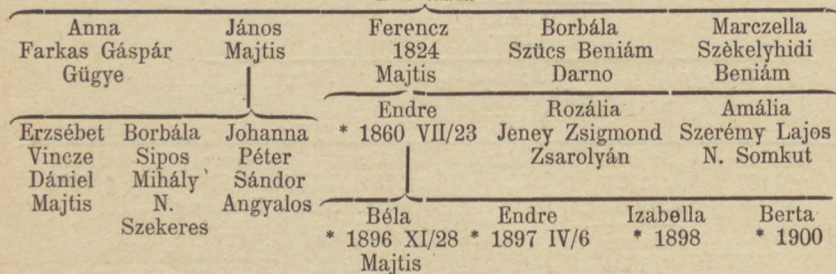 Anna János Ferencz Borbála Marczella
Farkas Gáspár Majtis 1824 Szücs Beniám Szèkelyhidi
Gügye Majtis Darno Beniám
Endre Rozália Amália
Erzsébet Borbála Johanna * 1860 VII/23 Jeney Zsigmond Szerémy Lajos
Vincze Sipos Péter Zsarolyán N. Somkut
Dániel Mihály Sándor
Majtis N. Angyalos
Szekeres
Béla Endre Izabella Berta
* 1896 XI/28 * 1897 IV/6 * 1898 * 1900
Majtis